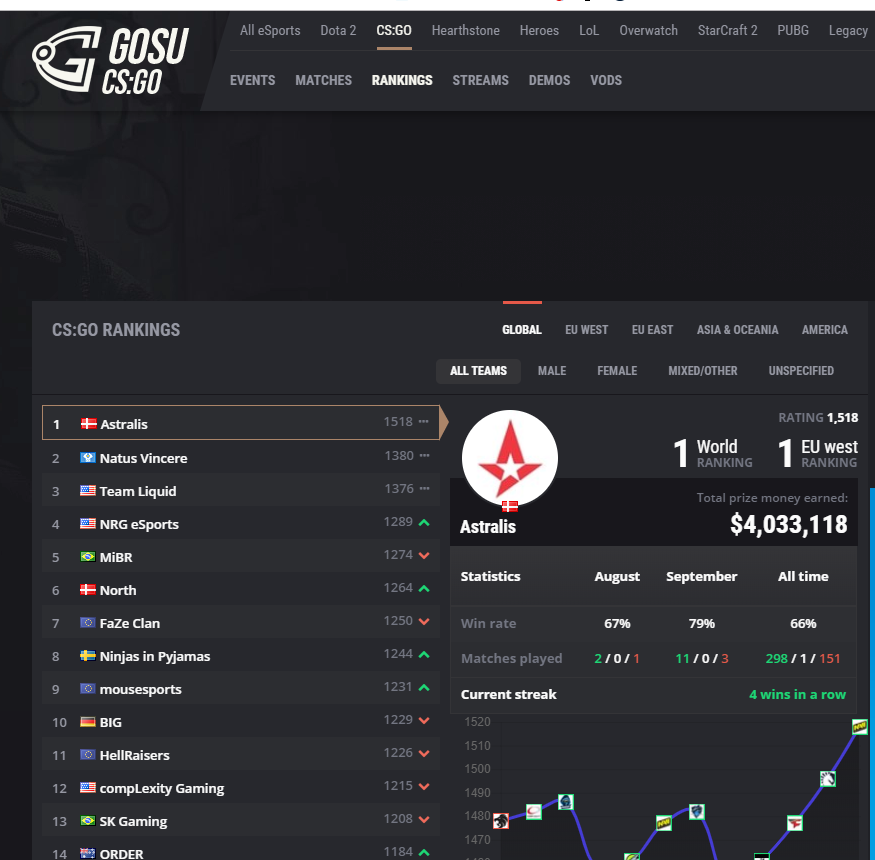 All eSports Dota 2 CS:GO Hearthstone Heroes LoL Overwatch StarCraft 2 PUBG Legacy
GOSU
CS:GO
EVENTS MATCHES RANKINGS STREAMS DEMOS VODS
CS:GO RANKINGS
GLOBAL EU WEST EU EAST ASIA & OCEANIA AMERICA
ALL TEAMS MALE FEMALE MIXED/OTHER UNSPECIFIED
1 Astralis 1518
2 Natus Vincere 1380
3 Team Liquid 1376
4 NRG eSports 1289
5 MiBR 1274
6 North 1264
7 FaZe Clan 1250
8 Ninjas in Pyjamas 1244
9 mousesports 1231
10 BIG 1229
11 HellRaisers 1226
12 compLexity Gaming 1215
13 SK Gaming 1208
14 ORDER 1184
RATING 1,518
1 World RANKING
1 EU west RANKING
Total prize money earned:
Astralis $4,033,118
Statistics August September All time
Win rate 67% 79% 66%
Matches played 2 / 0 / 1 11 / 0 / 3 298 / 1 / 151
Current streak 4 wins in a row
1520
1510
1500
1490
1480
1470